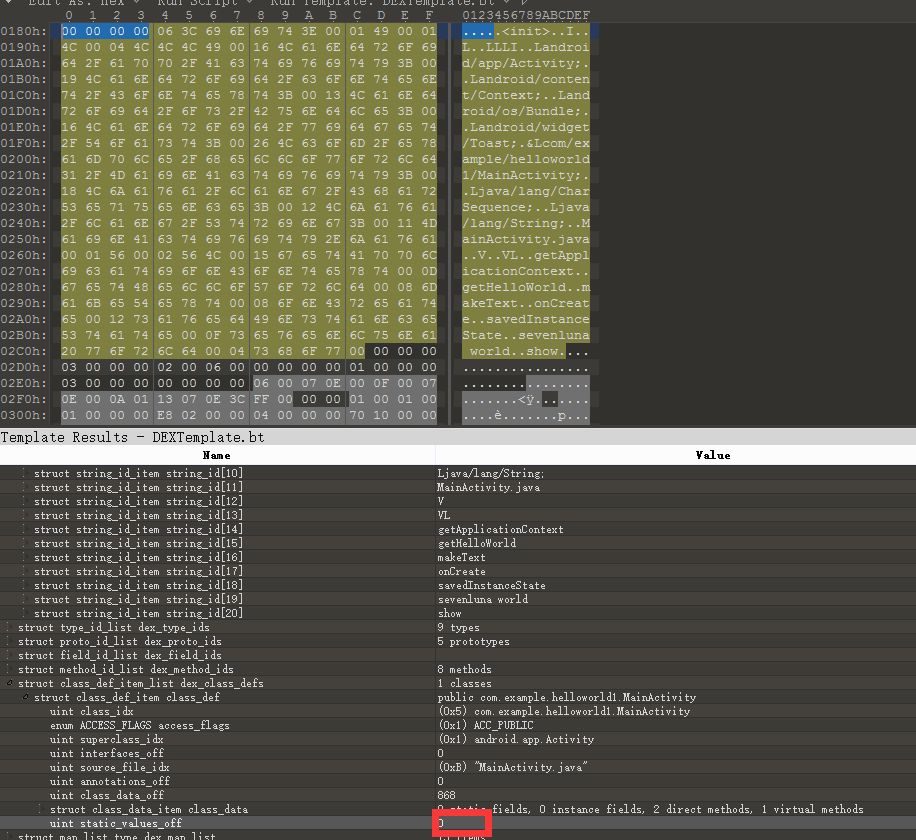 Edit As: Hex Run Script Run Template: DEXTemplate.bt
0 1 2 3 4 5 6 7 8 9 A B C D E F 0123456789ABCDEF
0180h: 00 00 00 00 06 3C 69 6E 69 74 3E 00 01 49 00 01 .....<init>..I..
0190h: 4C 00 04 4C 4C 4C 49 00 16 4C 61 6E 64 72 6F 69 L..LLLI..Landroi
01A0h: 64 2F 61 70 70 2F 41 63 74 69 76 69 74 79 3B 00 d/app/Activity;.
01B0h: 19 4C 61 6E 64 72 6F 69 64 2F 63 6F 6E 74 65 6E .Landroid/conten
01C0h: 74 2F 43 6F 6E 74 65 78 74 3B 00 13 4C 61 6E 64 t/Context;..Land
01D0h: 72 6F 69 64 2F 6F 73 2F 42 75 6E 64 6C 65 3B 00 roid/os/Bundle;.
01E0h: 16 4C 61 6E 64 72 6F 69 64 2F 77 69 64 67 65 74 .Landroid/widget
01F0h: 2F 54 6F 61 73 74 3B 00 26 4C 63 6F 6D 2F 65 78 /Toast;.&Lcom/ex
0200h: 61 6D 70 6C 65 2F 68 65 6C 6C 6F 77 6F 72 6C 64 ample/helloworld
0210h: 31 2F 4D 61 69 6E 41 63 74 69 76 69 74 79 3B 00 1/MainActivity;.
0220h: 18 4C 6A 61 76 61 2F 6C 61 6E 67 2F 43 68 61 72 .Ljava/lang/Char
0230h: 53 65 71 75 65 6E 63 65 3B 00 12 4C 6A 61 76 61 Sequence;..Ljava
0240h: 2F 6C 61 6E 67 2F 53 74 72 69 6E 67 3B 00 11 4D /lang/String;..M
0250h: 61 69 6E 41 63 74 69 76 69 74 79 2E 6A 61 76 61 ainActivity.java
0260h: 00 01 56 00 02 56 4C 00 15 67 65 74 41 70 70 6C ..V..VL..getAppl
0270h: 69 63 61 74 69 6F 6E 43 6F 6E 74 65 78 74 00 0D icationContext..
0280h: 67 65 74 48 65 6C 6C 6F 57 6F 72 6C 64 00 08 6D getHelloWorld..m
0290h: 61 6B 65 54 65 78 74 00 08 6F 6E 43 72 65 61 74 akeText..onCreat
02A0h: 65 00 12 73 61 76 65 64 49 6E 73 74 61 6E 63 65 e..savedInstance
02B0h: 53 74 61 74 65 00 0F 73 65 76 65 6E 6C 75 6E 61 State..sevenluna
02C0h: 20 77 6F 72 6C 64 00 04 73 68 6F 77 00 00 00 00 world..show....
02D0h: 03 00 00 00 02 00 06 00 00 00 00 00 01 00 00 00 ................
02E0h: 03 00 00 00 00 00 00 00 06 00 07 0E 00 0F 00 07 ................
02F0h: 0E 00 0A 01 13 07 0E 3C FF 00 00 00 01 00 01 00 .......<ÿ.......
0300h: 01 00 00 00 E8 02 00 00 04 00 00 00 70 10 00 00 ....è.......p...
Template Results - DEXTemplate.bt
Name Value
struct string_id_item string_id[10] Ljava/lang/String;
struct string_id_item string_id[11] MainActivity.java
struct string_id_item string_id[12] V
struct string_id_item string_id[13] VL
struct string_id_item string_id[14] getApplicationContext
struct string_id_item string_id[15] getHelloWorld
struct string_id_item string_id[16] makeText
struct string_id_item string_id[17] onCreate
struct string_id_item string_id[18] savedInstanceState
struct string_id_item string_id[19] sevenluna world
struct string_id_item string_id[20] show
struct type_id_list dex_type_ids 9 types
struct proto_id_list dex_proto_ids 5 prototypes
struct field_id_list dex_field_ids
struct method_id_list dex_method_ids 8 methods
struct class_def_item_list dex_class_defs 1 classes
struct class_def_item class_def public com.example.helloworld1.MainActivity
uint class_idx (0x5) com.example.helloworld1.MainActivity
enum ACCESS_FLAGS access_flags (0x1) ACC_PUBLIC
uint superclass_idx (0x1) android.app.Activity
uint interfaces_off 0
uint source_file_idx (0xB) "MainActivity.java"
uint annotations_off 0
uint class_data_off 868
struct class_data_item class_data 0 static fields, 0 instance fields, 2 direct methods, 1 virtual methods
uint static_values_off 0
struct map_list_type dex_map_list items